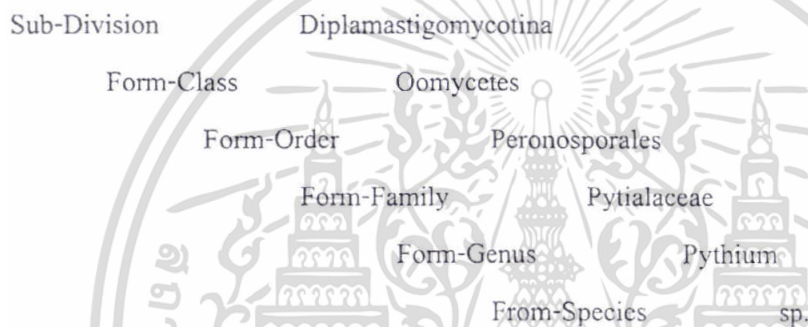 Sub-Division Diplamastigomycotina
Form-Class Oomycetes
Form-Order Peronosporales
Form-Family Pytialaceae
Form-Genus Pythium
From-Species sp.